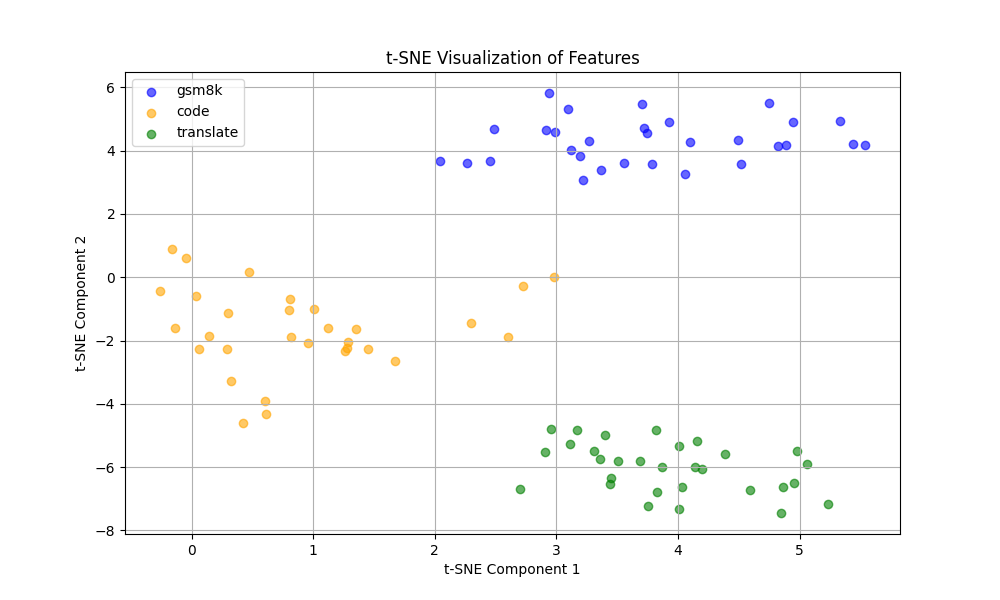 t-SNE Visualization of Features
gsm8k
code
translate
6
4
2
0
−2
−4
−6
−8
t-SNE Component 2
0
1
2
3
4
5
t-SNE Component 1